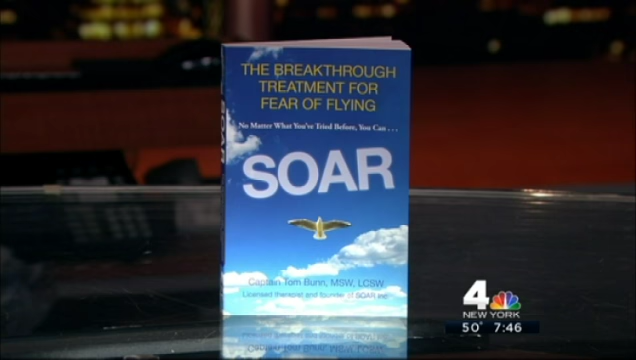 THE BREAKTHROUGH
TREATMENT FOR
FEAR OF FLYING
No Matter What You've Tried Before, You Can . . .
SOAR
SOAR
Captain Tom Bunn, MSW, LCSW
Licensed therapist and founder of SOAR Inc
4
NEW YORK
50° 7:46